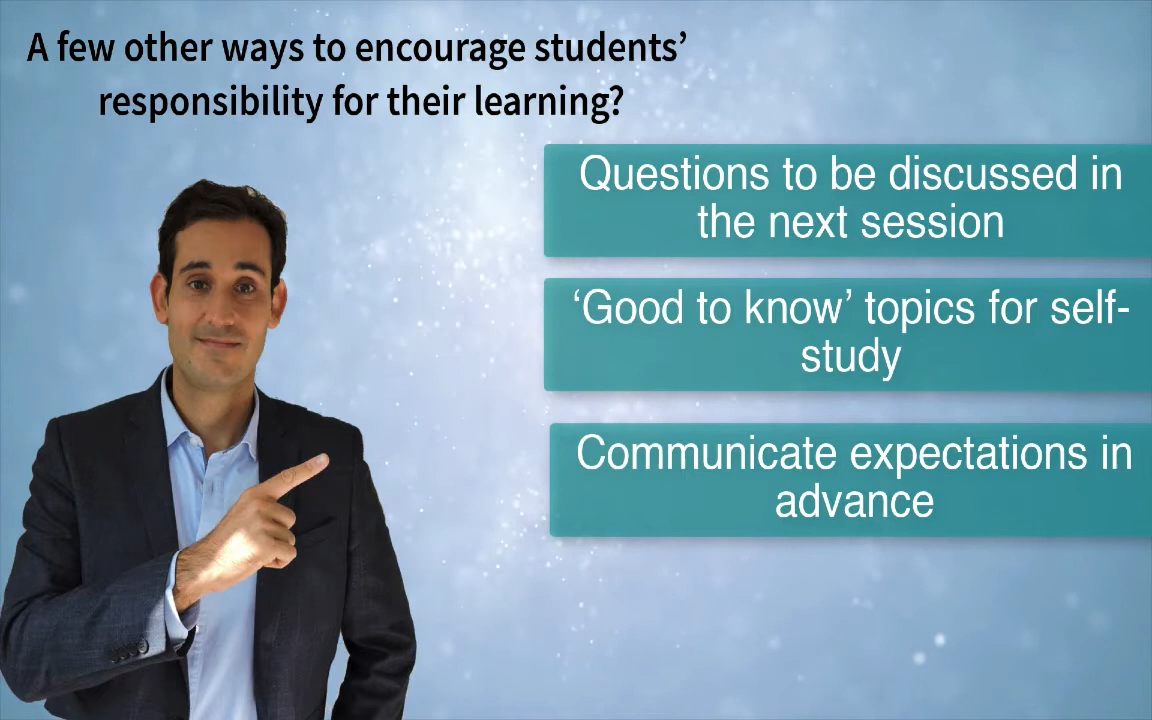 A few other ways to encourage students’
responsibility for their learning?
Questions to be discussed in
the next session
‘Good to know’ topics for self-
study
Communicate expectations in
advance